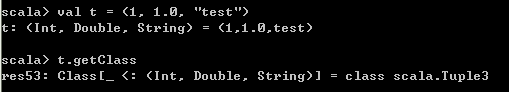 scala> val t = (1, 1.0, "test")
t: (Int, Double, String) = (1,1.0,test)
scala> t.getClass
res53: Class[_ <: (Int, Double, String)] = class scala.Tuple3